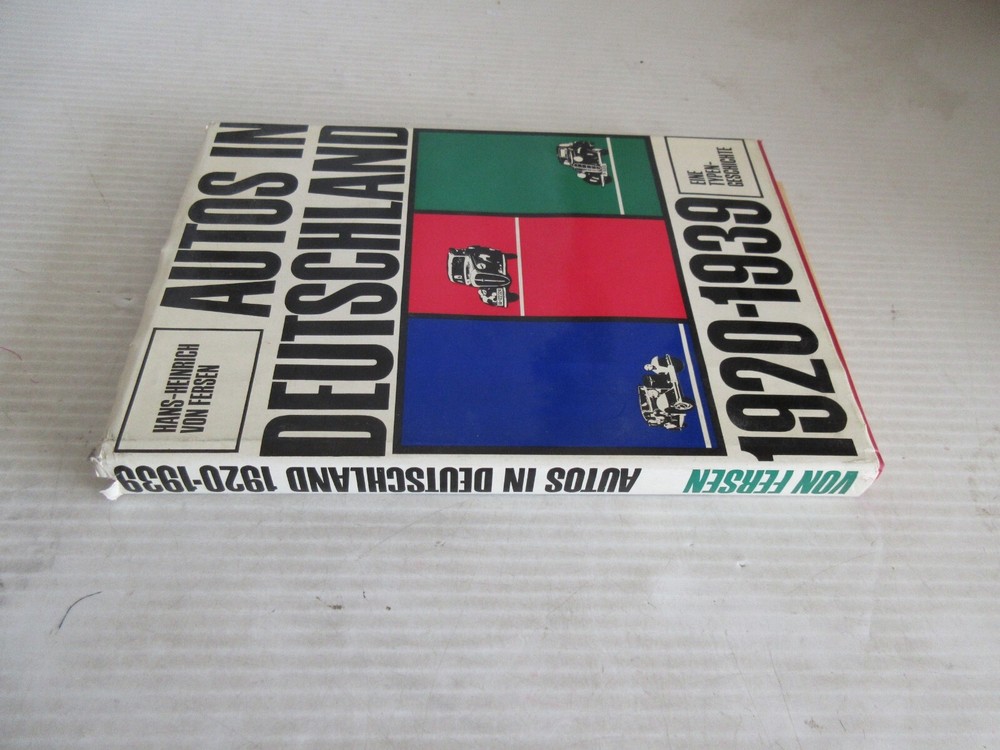 HANS-HEINRICH
VON FERSEN
AUTOS IN
DEUTSCHLAND
1920-1939
EINE
TYPEN-
GESCHICHTE
VON FERSEN AUTOS IN DEUTSCHLAND 1920-1939